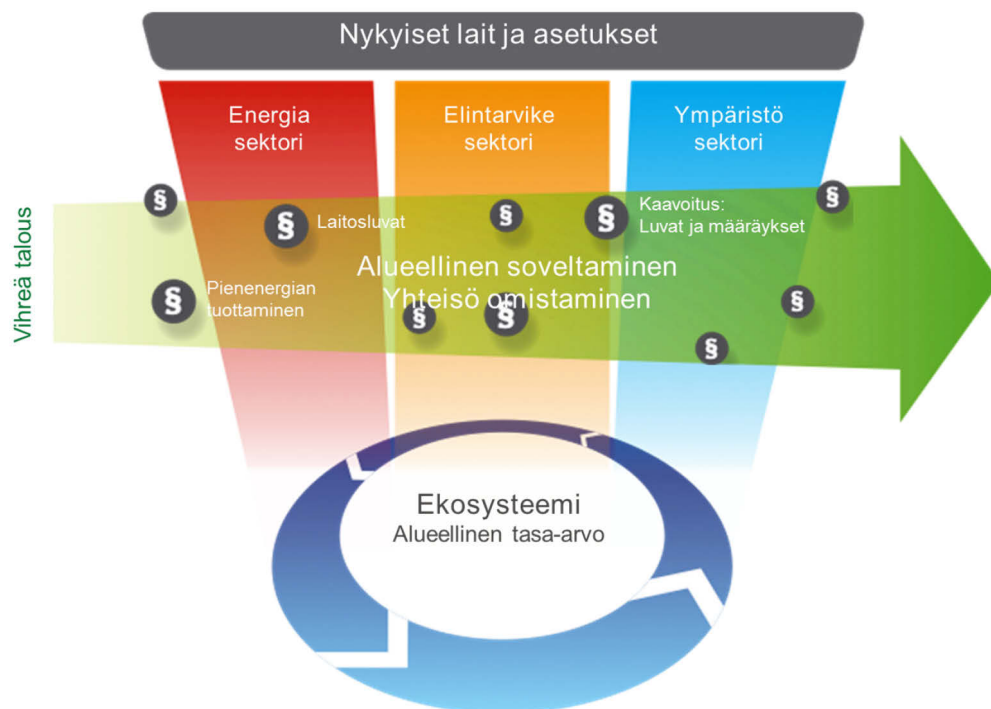 Nykyiset lait ja asetukset
Energia
sektori
Elintarvike
sektori
Ympäristö
sektori
Vihreä talous
§
§
Laitosluvat
§
§
Kaavoitus:
Luvat ja määräykset
§
Alueellinen soveltaminen
Yhteisö omistaminen
§
Pienenergian
tuottaminen
§
§
§
§
Ekosysteemi
Alueellinen tasa-arvo